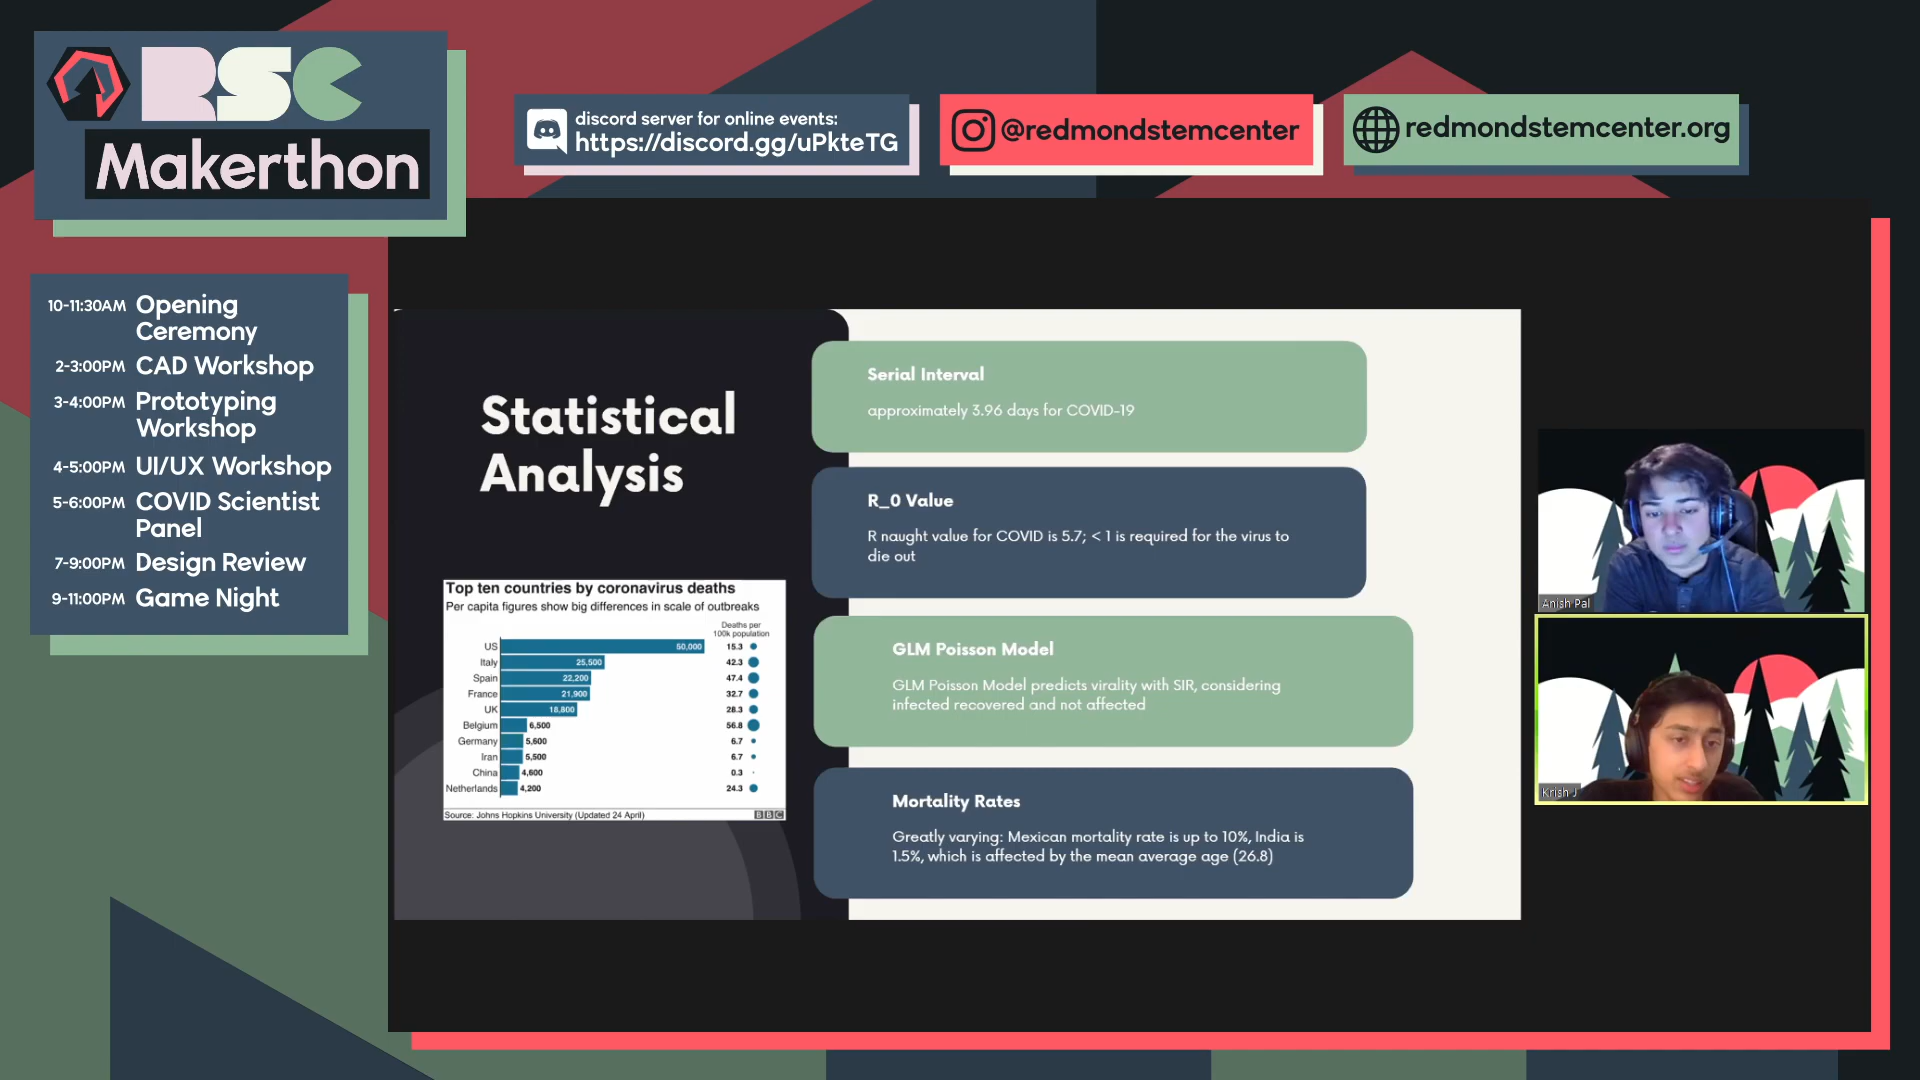 RSC
Makerthon
discord server for online events:
https://discord.gg/uPkteTG
@redmondstemcenter
redmondstemcenter.org
10-11:30AM Opening
Ceremony
2-3:00PM CAD Workshop
3-4:00PM Prototyping
Workshop
4-5:00PM UI/UX Workshop
5-6:00PM COVID Scientist
Panel
7-9:00PM Design Review
9-11:00PM Game Night
Statistical
Analysis
Top ten countries by coronavirus deaths
Per capita figures show big differences in scale of outbreaks
Deaths per
100k population
US 50,000 15.3
Italy 25,500 42.3
Spain 22,200 47.4
France 21,900 32.7
UK 18,800 28.3
Belgium 6,500 56.8
Germany 5,600 6.7
Iran 5,500 6.7
China 4,600 0.3
Netherlands 4,200 24.3
Source: Johns Hopkins University (Updated 24 April) BBC
Serial Interval
approximately 3.96 days for COVID-19
R_0 Value
R naught value for COVID is 5.7; < 1 is required for the virus to
die out
GLM Poisson Model
GLM Poisson Model predicts virality with SIR, considering
infected recovered and not affected
Mortality Rates
Greatly varying: Mexican mortality rate is up to 10%, India is
1.5%, which is affected by the mean average age (26.8)
Anish Pal
Krish J